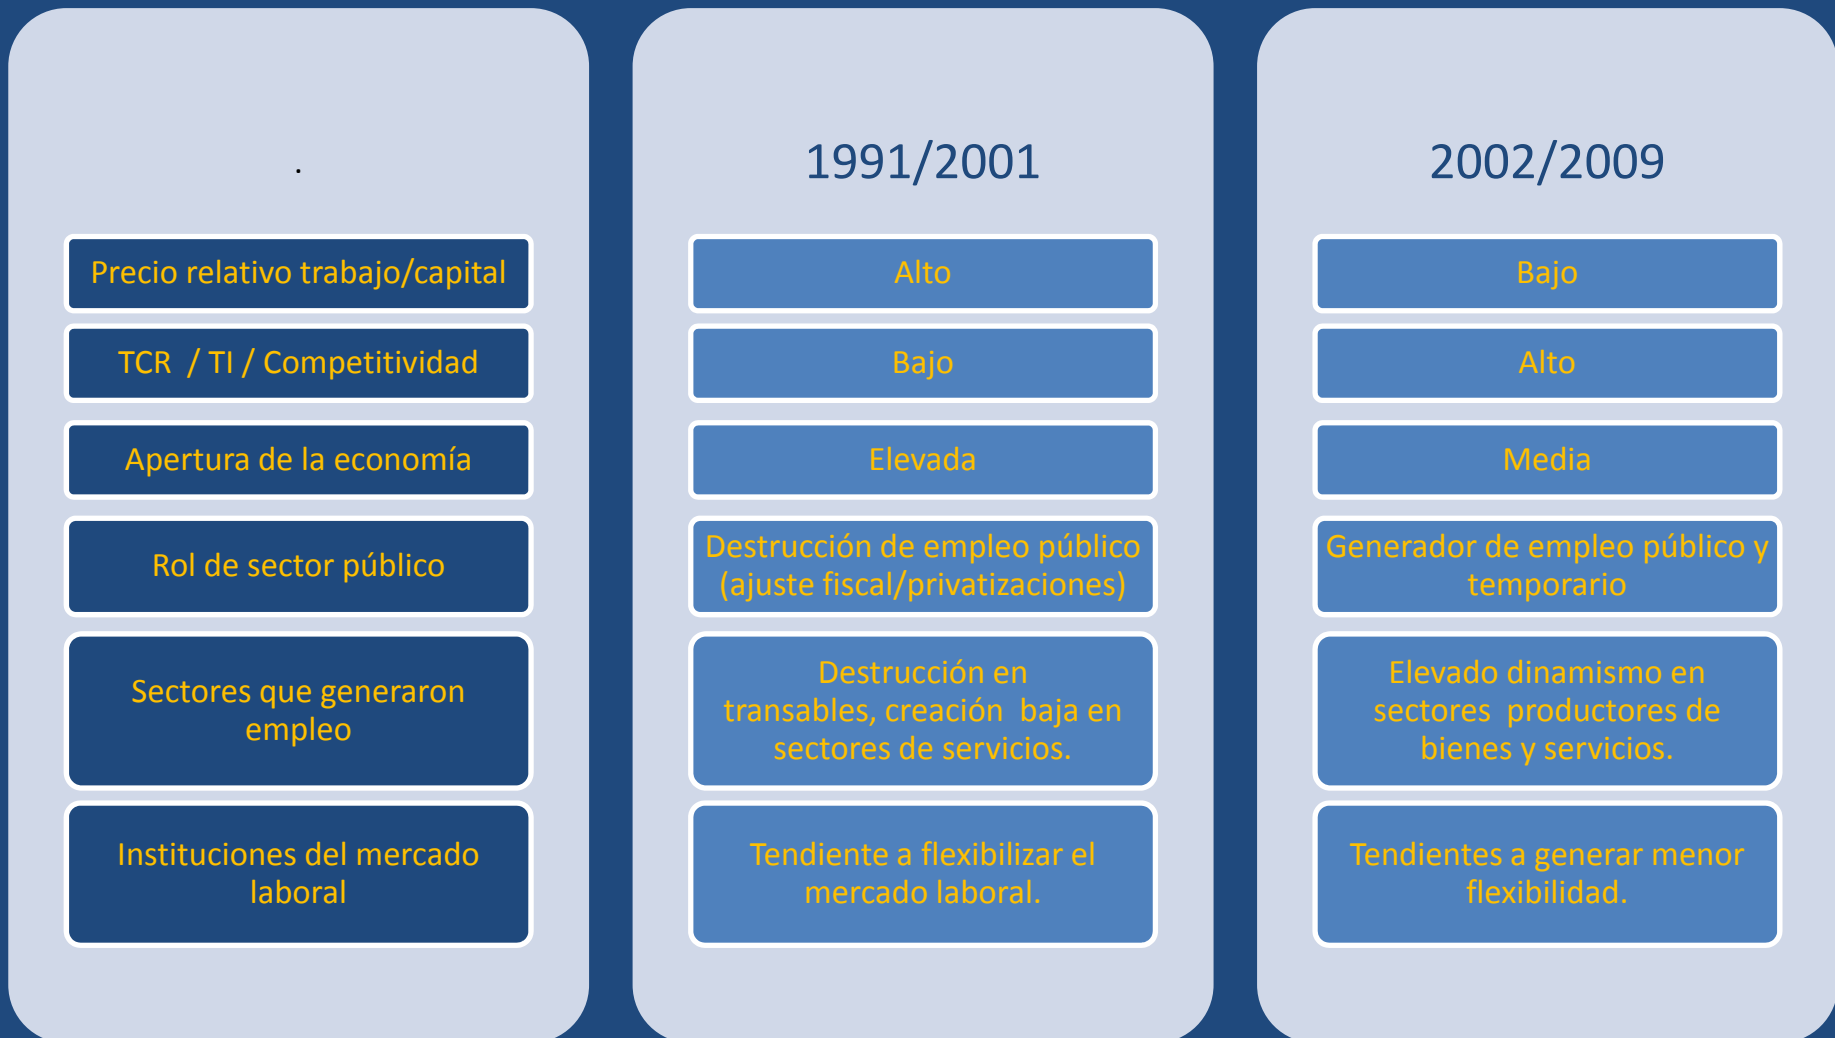 .
Precio relativo trabajo/capital
TCR / TI / Competitividad
Apertura de la economía
Rol de sector público
Sectores que generaron
empleo
Instituciones del mercado
laboral
1991/2001
Alto
Bajo
Elevada
Destrucción de empleo público
(ajuste fiscal/privatizaciones)
Destrucción en
transables, creación baja en
sectores de servicios.
Tendiente a flexibilizar el
mercado laboral.
2002/2009
Bajo
Alto
Media
Generador de empleo público y
temporario
Elevado dinamismo en
sectores productores de
bienes y servicios.
Tendientes a generar menor
flexibilidad.